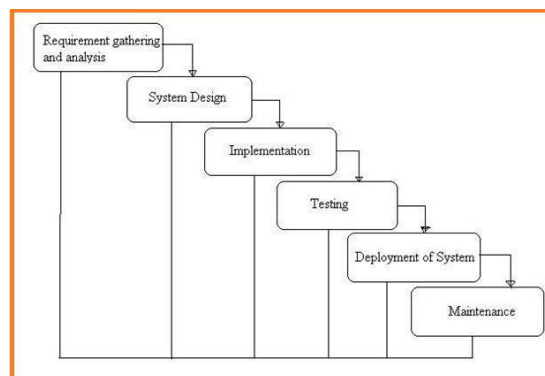 Requirement gathering
and analysis
System Design
Implementation
Testing
Deployment of System
Maintenance